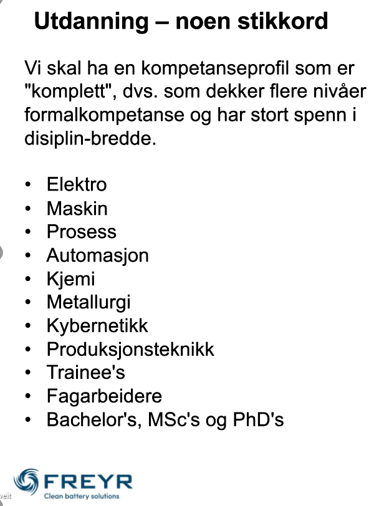 Utdanning – noen stikkord
Vi skal ha en kompetanseprofil som er
"komplett", dvs. som dekker flere nivåer
formalkompetanse og har stort spenn i
disiplin-bredde.
• Elektro
• Maskin
• Prosess
• Automasjon
• Kjemi
• Metallurgi
• Kybernetikk
• Produksjonsteknikk
• Trainee's
• Fagarbeidere
• Bachelor's, MSc's og PhD's
FREYR
Clean battery solutions